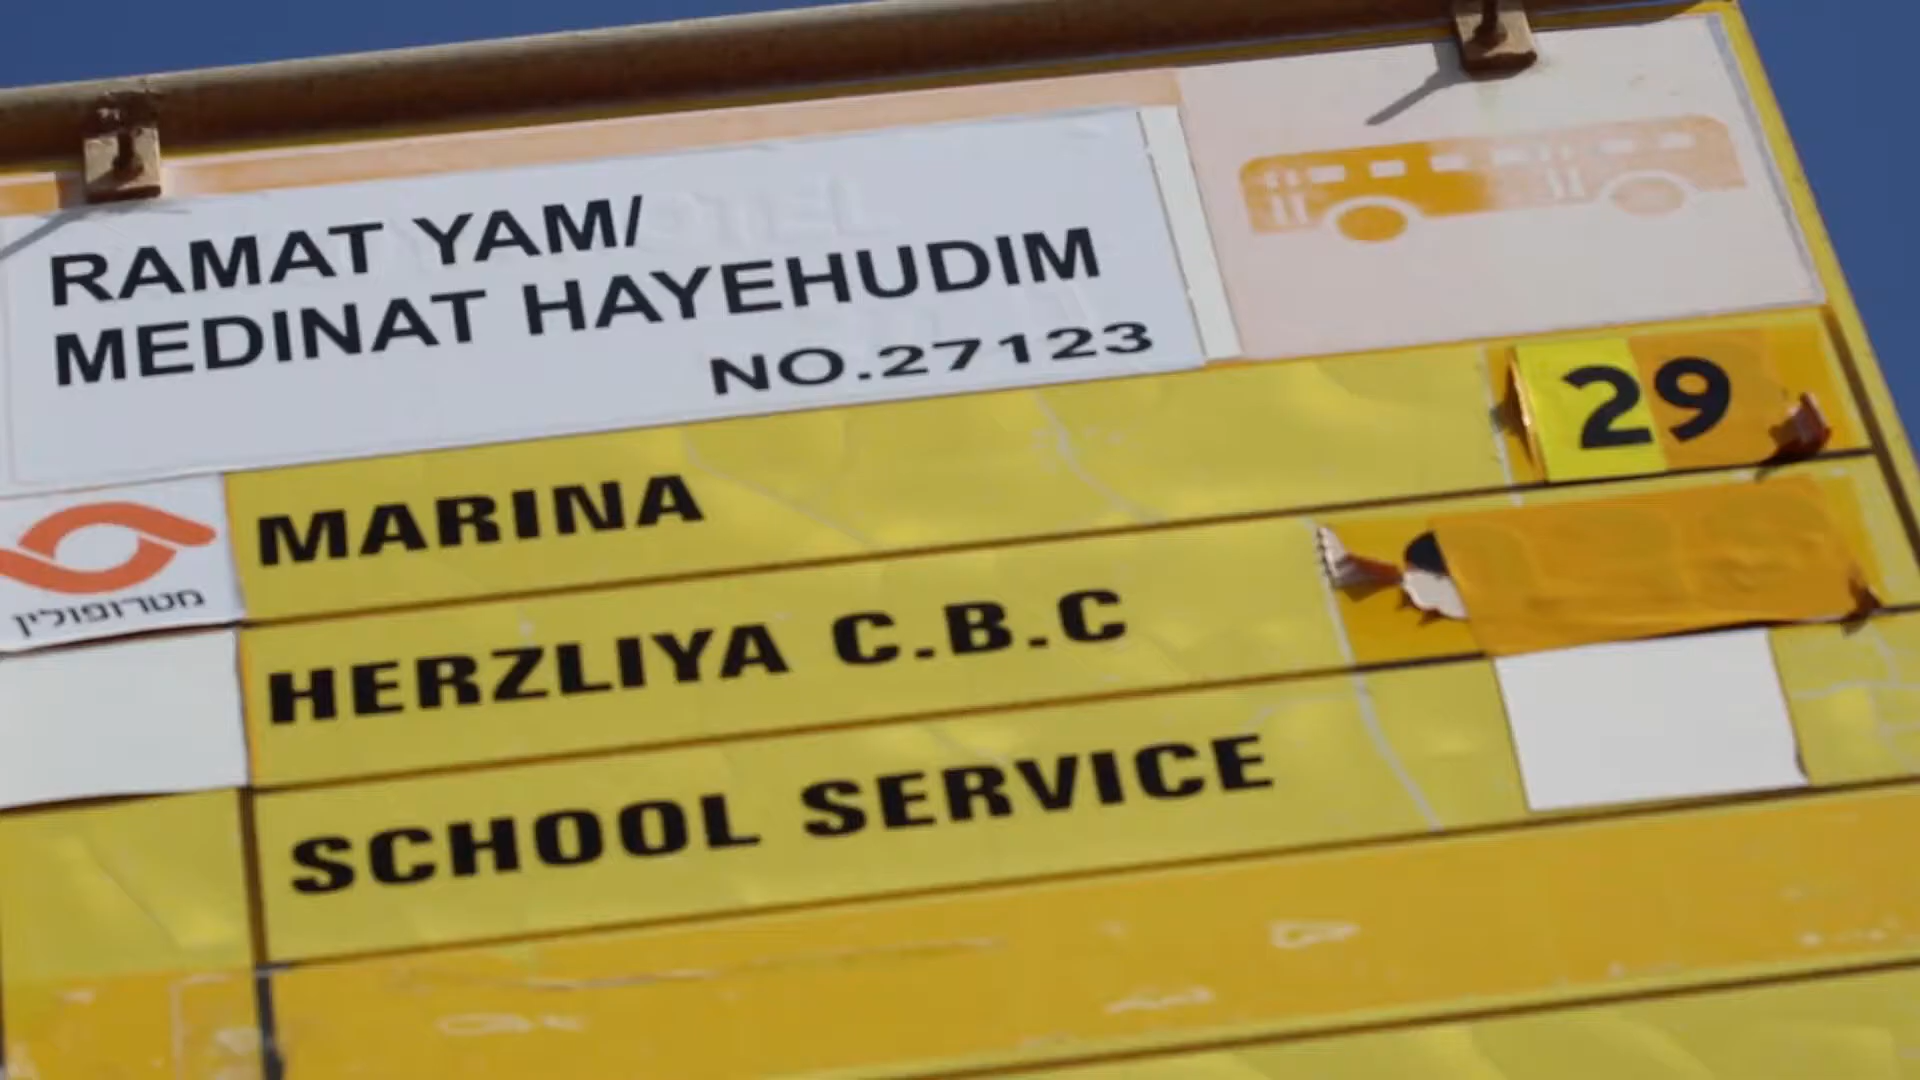 RAMAT YAM/
MEDINAT HAYEHUDIM
NO.27123
29
MARINA
מטרופולין
HERZLIYA C.B.C
SCHOOL SERVICE